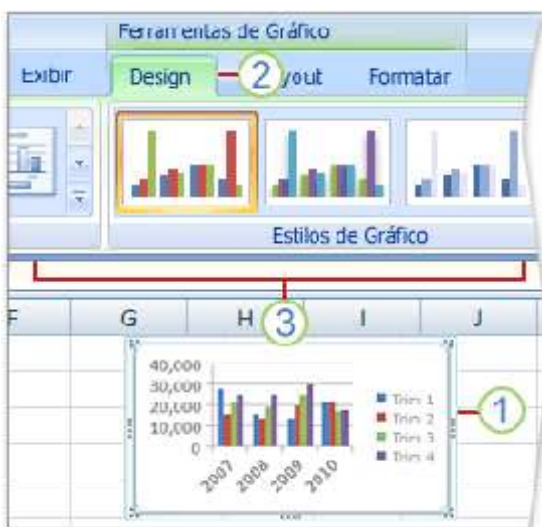 Ferramentas de Gráfico
Exibir Design 2 yout Formatar
Estilos de Gráfico
3
F G H I J
40,000
30,000
20,000
10,000
0
2007 2008 2009 2010
Trim 1
Trim 2
Trim 3
Trim 4
1